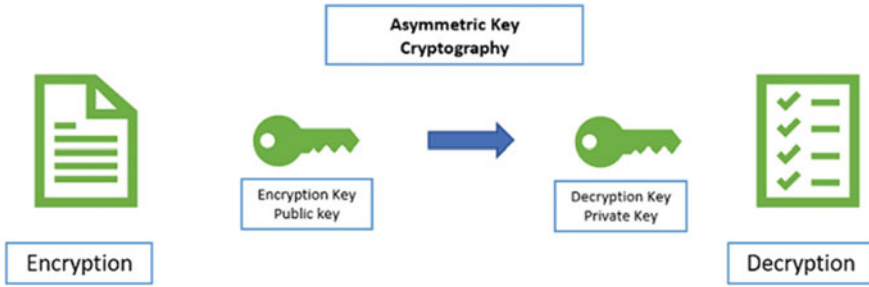 Asymmetric Key
Cryptography
Encryption Key
Public key
Decryption Key
Private Key
Encryption
Decryption